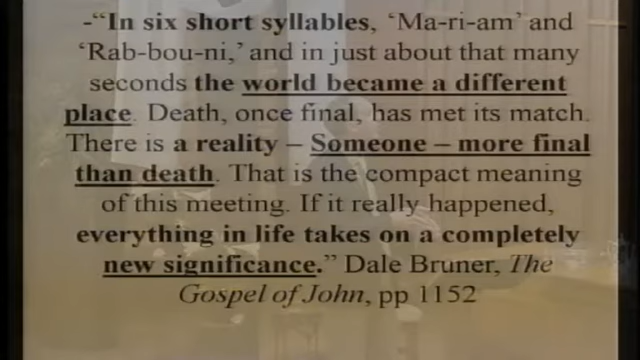 -“In six short syllables, ‘Ma-ri-am’ and
‘Rab-bou-ni,’ and in just about that many
seconds the world became a different
place. Death, once final, has met its match.
There is a reality – Someone – more final
than death. That is the compact meaning
of this meeting. If it really happened,
everything in life takes on a completely
new significance.” Dale Bruner, The
Gospel of John, pp 1152